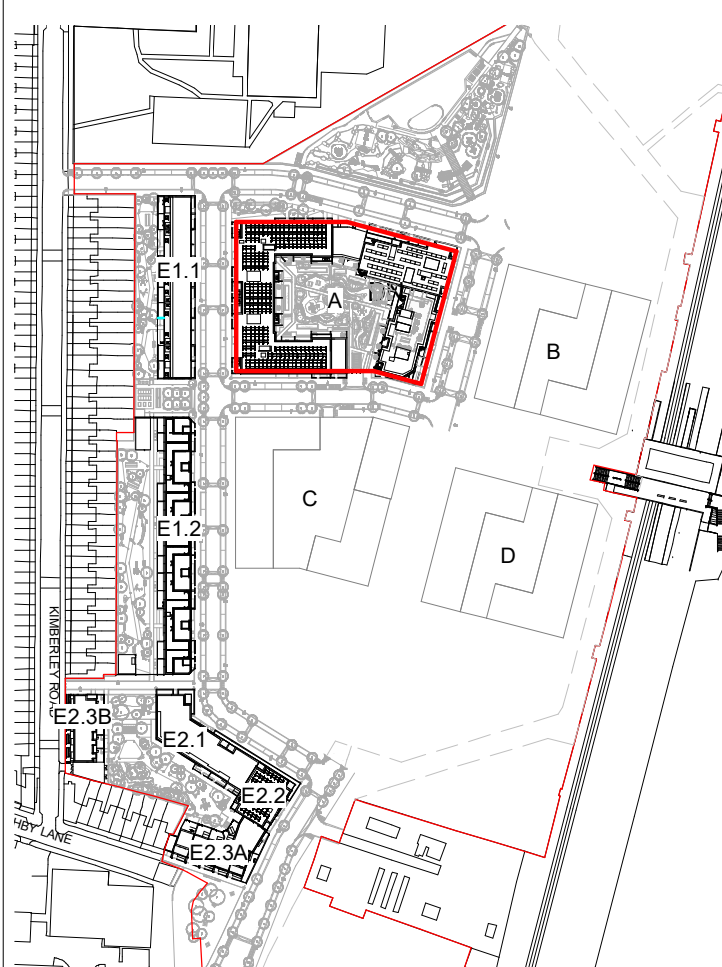 E1.1
A
B
C
E1.2
D
KIMBERLEY ROAD
E2.3B
E2.1
E2.2
HBY LANE
E2.3A